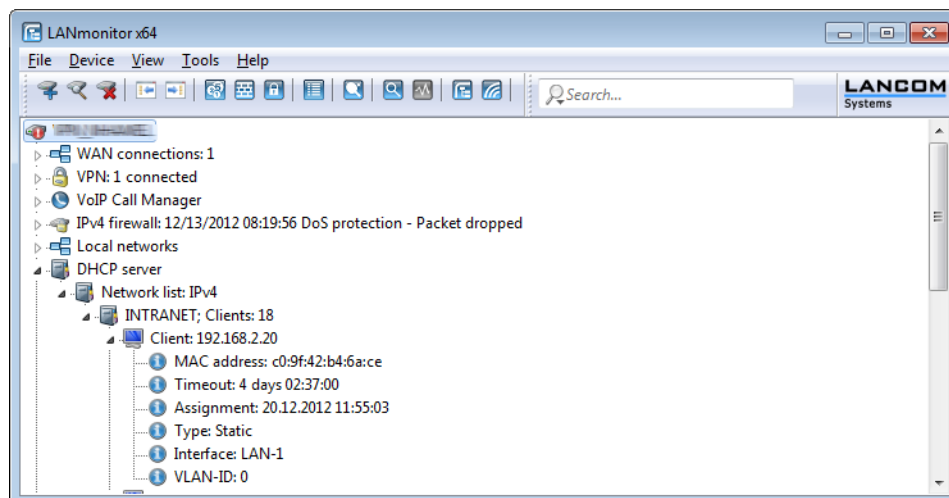 LANmonitor x64
File Device View Tools Help
Search...
LANCOM
Systems
WAN connections: 1
VPN: 1 connected
VoIP Call Manager
IPv4 firewall: 12/13/2012 08:19:56 DoS protection - Packet dropped
Local networks
DHCP server
Network list: IPv4
INTRANET; Clients: 18
Client: 192.168.2.20
MAC address: c0:9f:42:b4:6a:ce
Timeout: 4 days 02:37:00
Assignment: 20.12.2012 11:55:03
Type: Static
Interface: LAN-1
VLAN-ID: 0